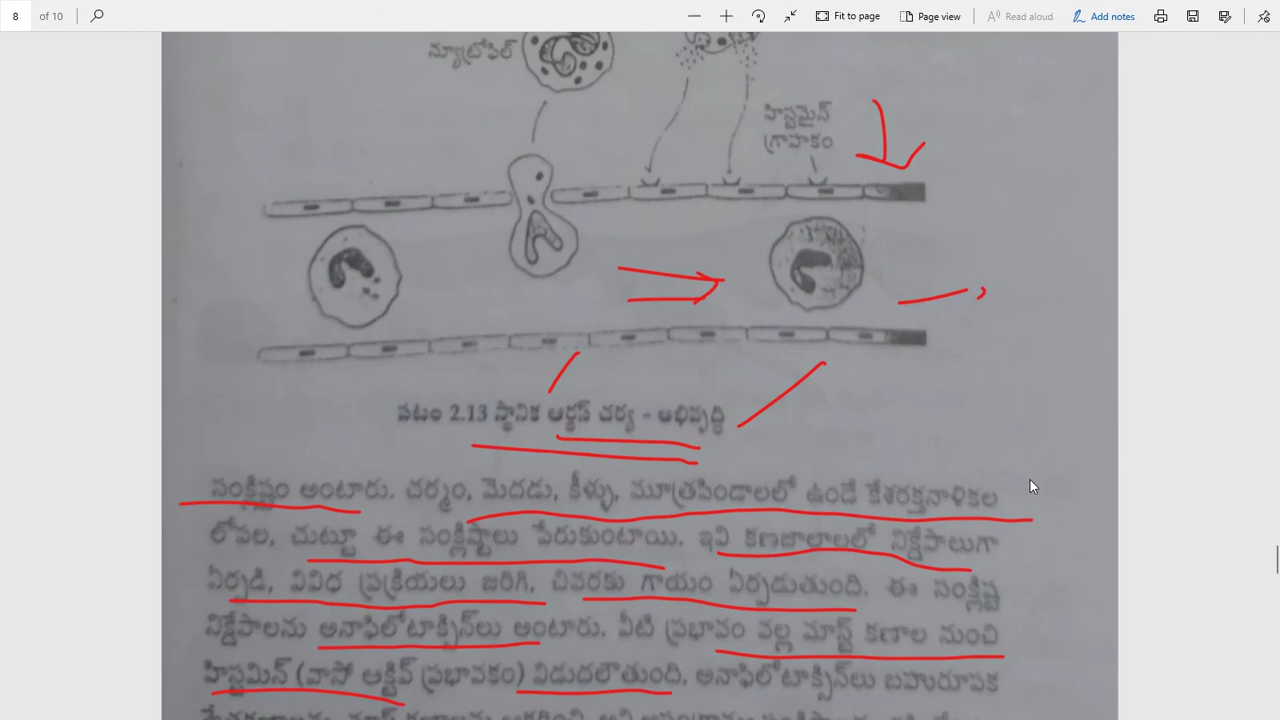 8 of 10 Fit to page Page view Read aloud Add notes
న్యూట్రోఫిల్
హిస్టమైన్
గ్రాహకం
పటం 2.13 స్థానిక ఆర్థస్ చర్య - అభివృద్ధి
సంక్లిష్టం అంటారు. చర్మం, మెదడు, కీళ్ళు, మూత్రపిండాలలో ఉండే కేశరక్తనాళికల
లోపల, చుట్టూ ఈ సంక్లిష్టాలు పేరుకుంటాయి. ఇవి కణజాలాలలో నిక్షేపాలుగా
ఏర్పడి, వివిధ ప్రక్రియలు జరిగి, చివరకు గాయం ఏర్పడుతుంది. ఈ సంక్లిష్ట
నిక్షేపాలను అనాఫిలోటాక్సిన్‌లు అంటారు. వీటి ప్రభావం వల్ల మాస్ట్ కణాల నుంచి
హిస్టమిన్ (వాసో ఆక్టివ్ ప్రభావకం) విడుదలౌతుంది. అనాఫిలోటాక్సిన్‌లు బహురూపక